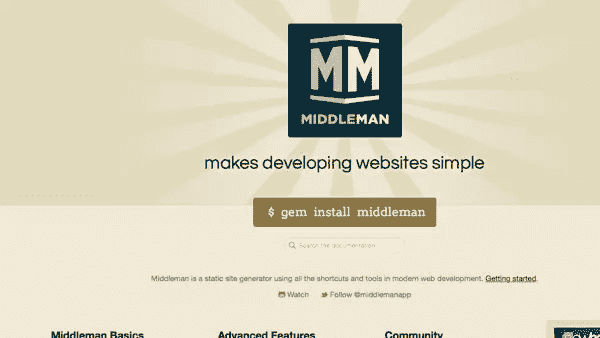 MM
MIDDLEMAN
makes developing websites simple
$ gem install middleman
Search the documentation
Middleman is a static site generator using all the shortcuts and tools in modern web development. Getting started.
Watch Follow @middlemanapp
Middleman Basics Advanced Features Community